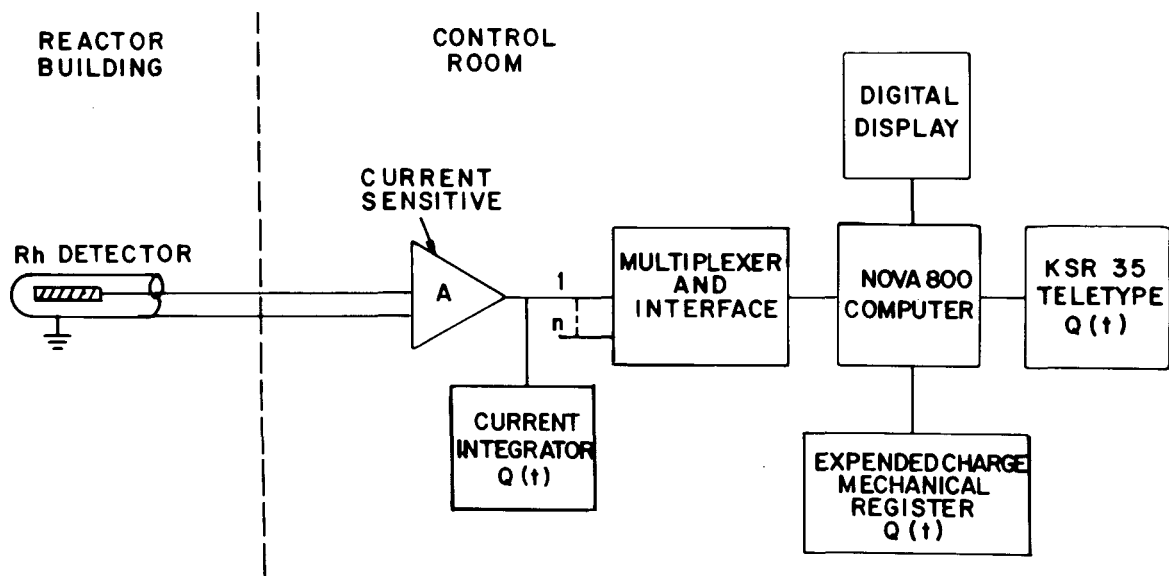 REACTOR
BUILDING
CONTROL
ROOM
DIGITAL
DISPLAY
CURRENT
SENSITIVE
Rh DETECTOR
A
1
n
MULTIPLEXER
AND
INTERFACE
NOVA 800
COMPUTER
KSR 35
TELETYPE
Q(t)
CURRENT
INTEGRATOR
Q(t)
EXPENDED CHARGE
MECHANICAL
REGISTER
Q(t)